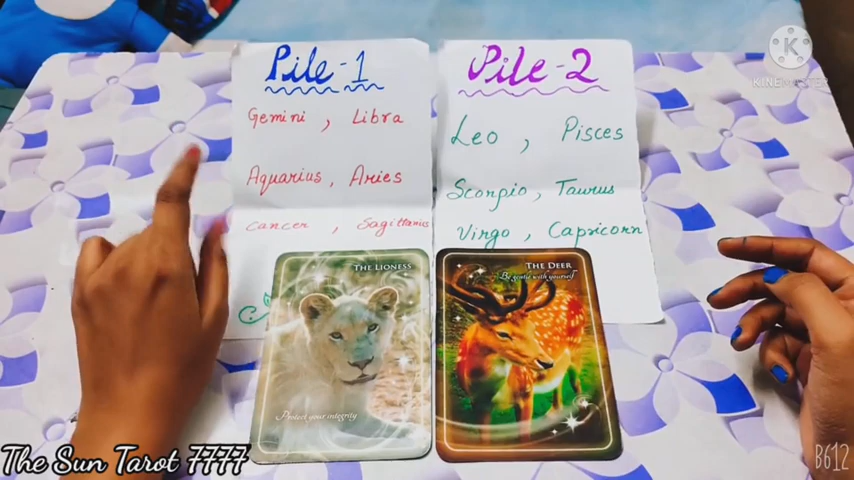 Pile-1
Gemini , Libra
Aquarius, Aries
Cancer , Sagittarius
Pile-2
Leo , Pisces
Scorpio, Taurus
Virgo, Capricorn
THE LIONESS
Protect your integrity
THE DEER
Be gentle with yourself
K
KINEMASTER
The Sun Tarot 7777
B612